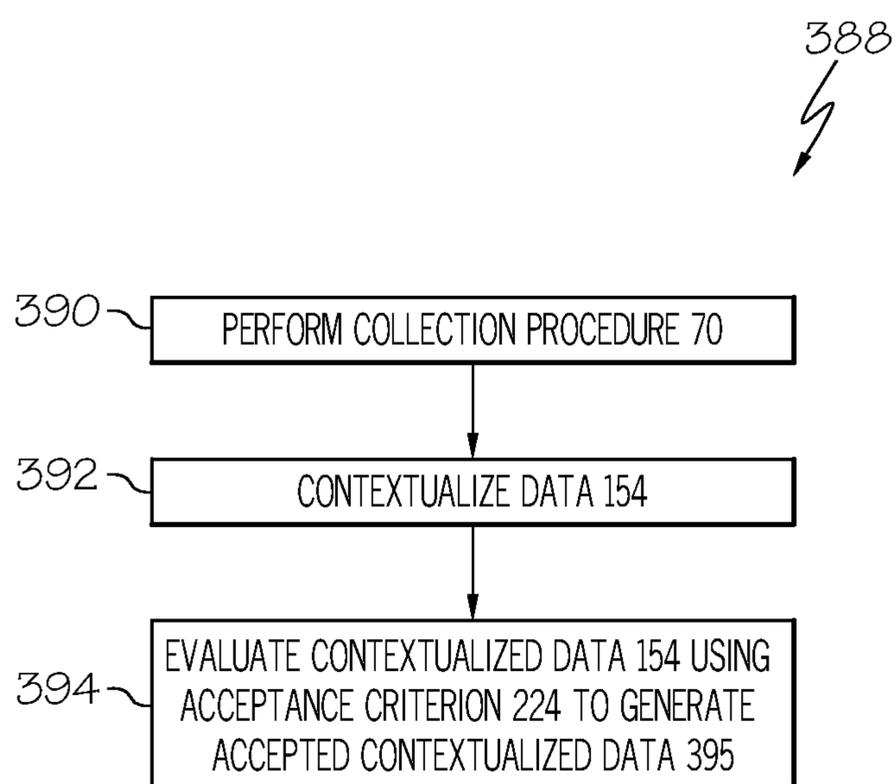 388
390
PERFORM COLLECTION PROCEDURE 70
392
CONTEXTUALIZE DATA 154
394
EVALUATE CONTEXTUALIZED DATA 154 USING
ACCEPTANCE CRITERION 224 TO GENERATE
ACCEPTED CONTEXTUALIZED DATA 395